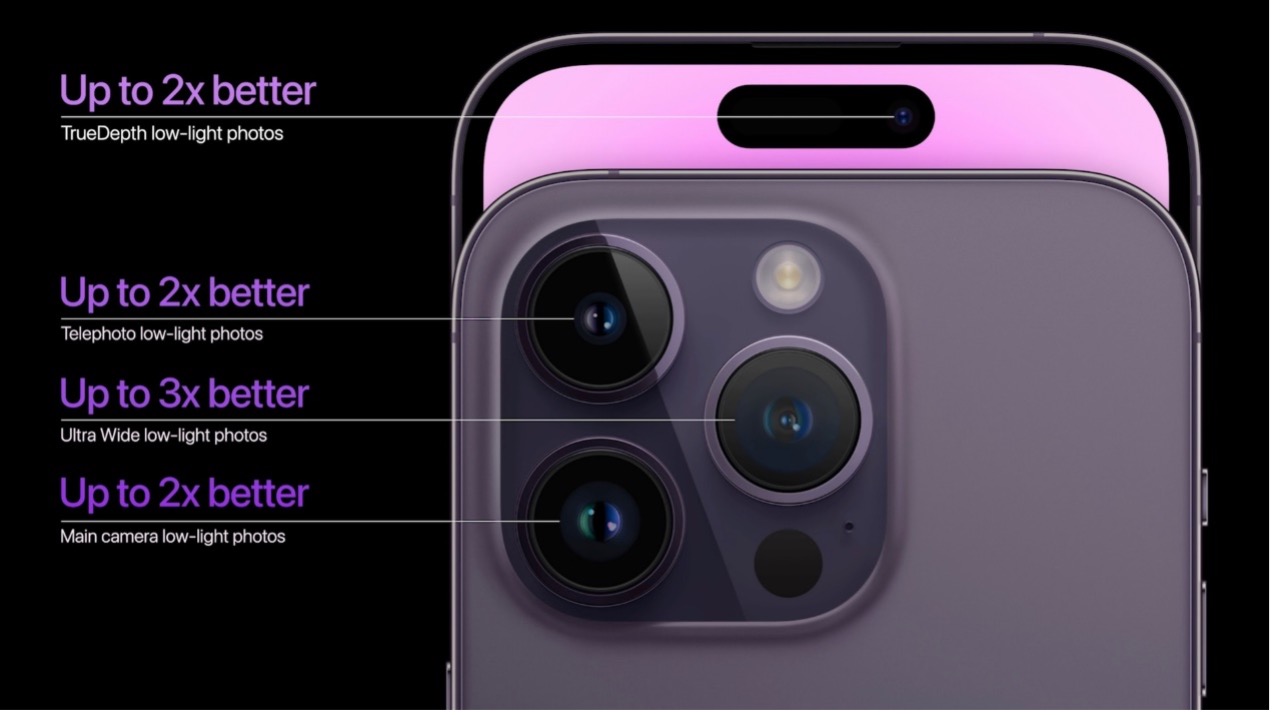 Up to 2x better
TrueDepth low-light photos
Up to 2x better
Telephoto low-light photos
Up to 3x better
Ultra Wide low-light photos
Up to 2x better
Main camera low-light photos